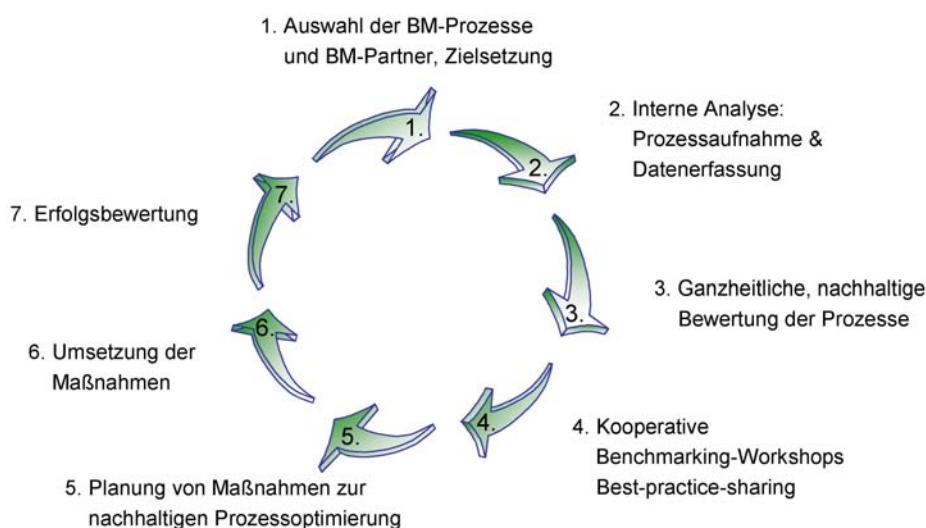 1. Auswahl der BM-Prozesse
und BM-Partner, Zielsetzung
2. Interne Analyse:
Prozessaufnahme &
Datenerfassung
3. Ganzheitliche, nachhaltige
Bewertung der Prozesse
4. Kooperative
Benchmarking-Workshops
Best-practice-sharing
5. Planung von Maßnahmen zur
nachhaltigen Prozessoptimierung
6. Umsetzung der
Maßnahmen
7. Erfolgsbewertung
1.
2.
3.
4.
5.
6.
7.